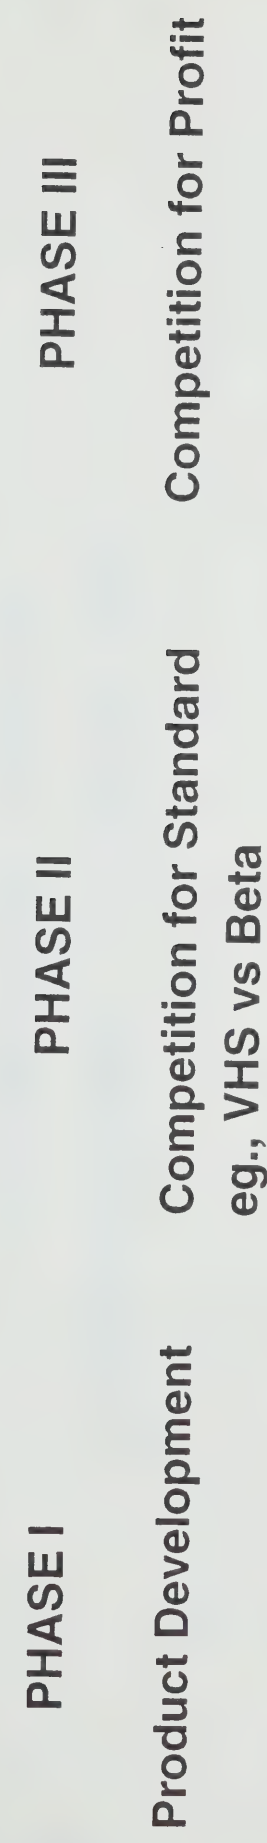 PHASE I
PHASE II
PHASE III
Product Development
Competition for Standard
Competition for Profit
eg., VHS vs Beta